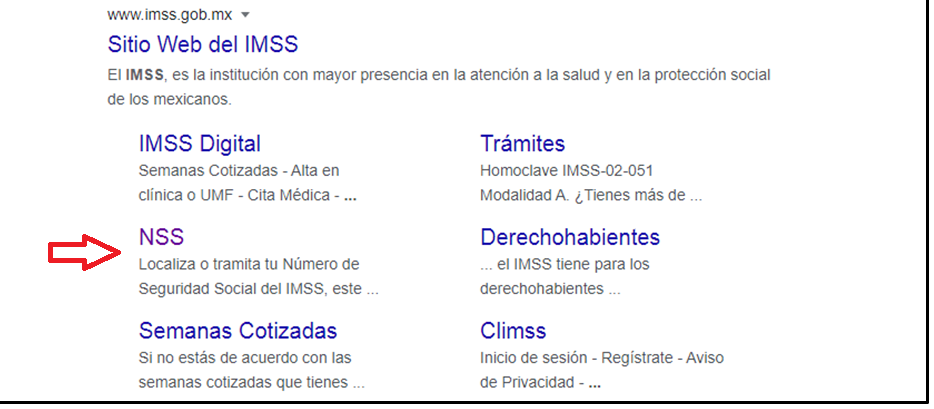 www.imss.gob.mx
Sitio Web del IMSS
El IMSS, es la institución con mayor presencia en la atención a la salud y en la protección social
de los mexicanos.
IMSS Digital
Semanas Cotizadas - Alta en
clínica o UMF - Cita Médica - ...
Trámites
Homoclave IMSS-02-051
Modalidad A. ¿Tienes más de ...
NSS
Localiza o tramita tu Número de
Seguridad Social del IMSS, este ...
Derechohabientes
... el IMSS tiene para los
derechohabientes ...
Semanas Cotizadas
Si no estás de acuerdo con las
semanas cotizadas que tienes ...
Climss
Inicio de sesión - Regístrate - Aviso
de Privacidad - ...